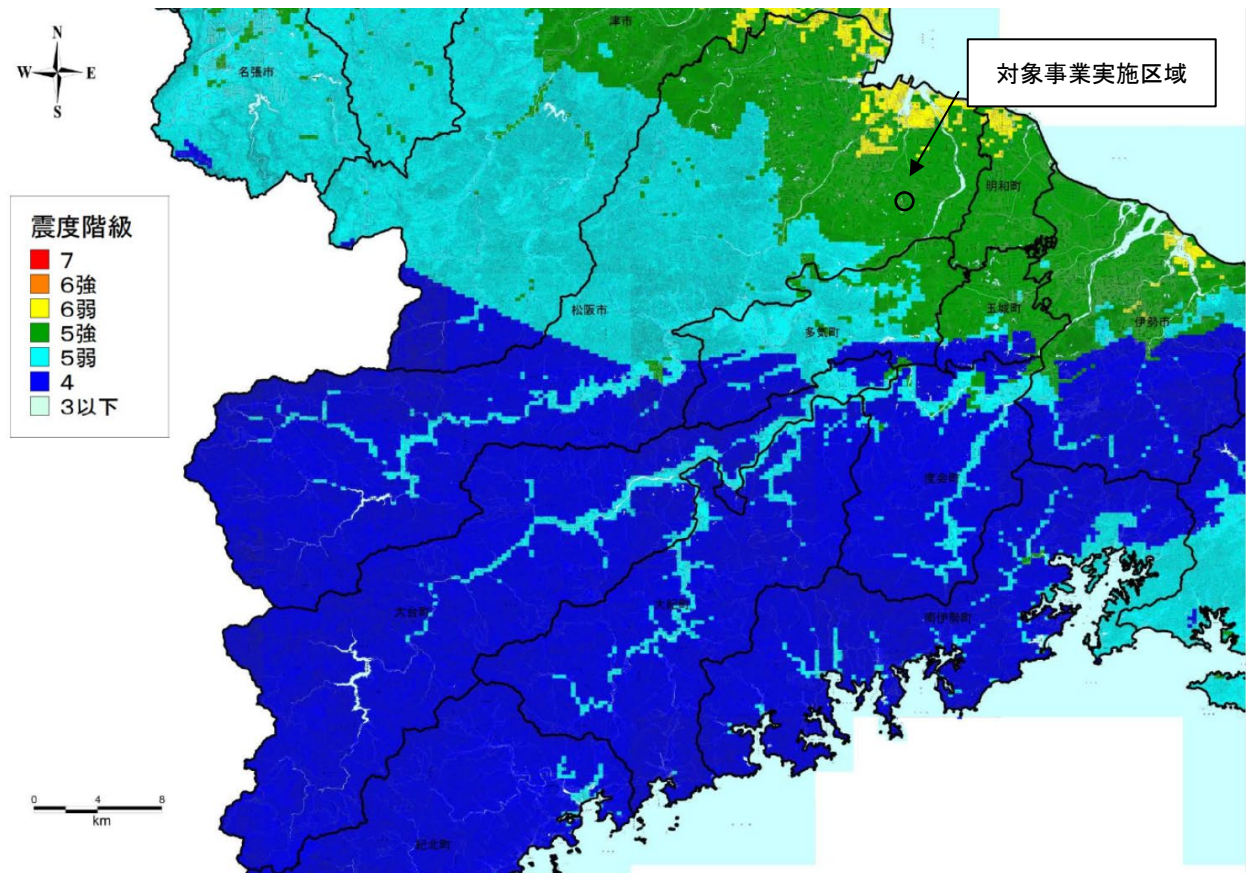 津市
N
W
E
S
名張市
対象事業実施区域
明和町
震度階級
7
6強
6弱
5強
5弱
4
3以下
松阪市
多気町
玉城町
伊勢市
度会町
大台町
大紀町
南伊勢町
0 4 8
km
紀北町